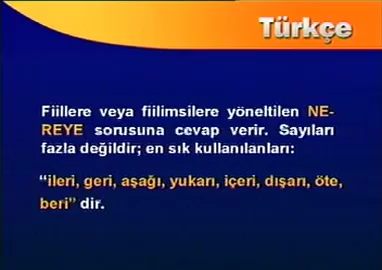 Türkçe
Fiillere veya fiilimsilere yöneltilen NE-
REYE sorusuna cevap verir. Sayıları
fazla değildir; en sık kullanılanları:
“ileri, geri, aşağı, yukarı, içeri, dışarı, öte,
beri” dir.